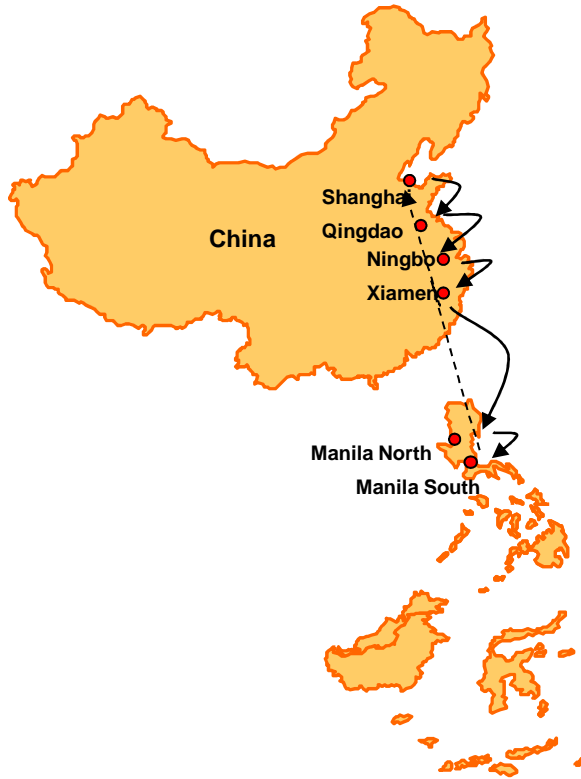 Shanghai
Qingdao
China
Ningbo
Xiamen
Manila North
Manila South